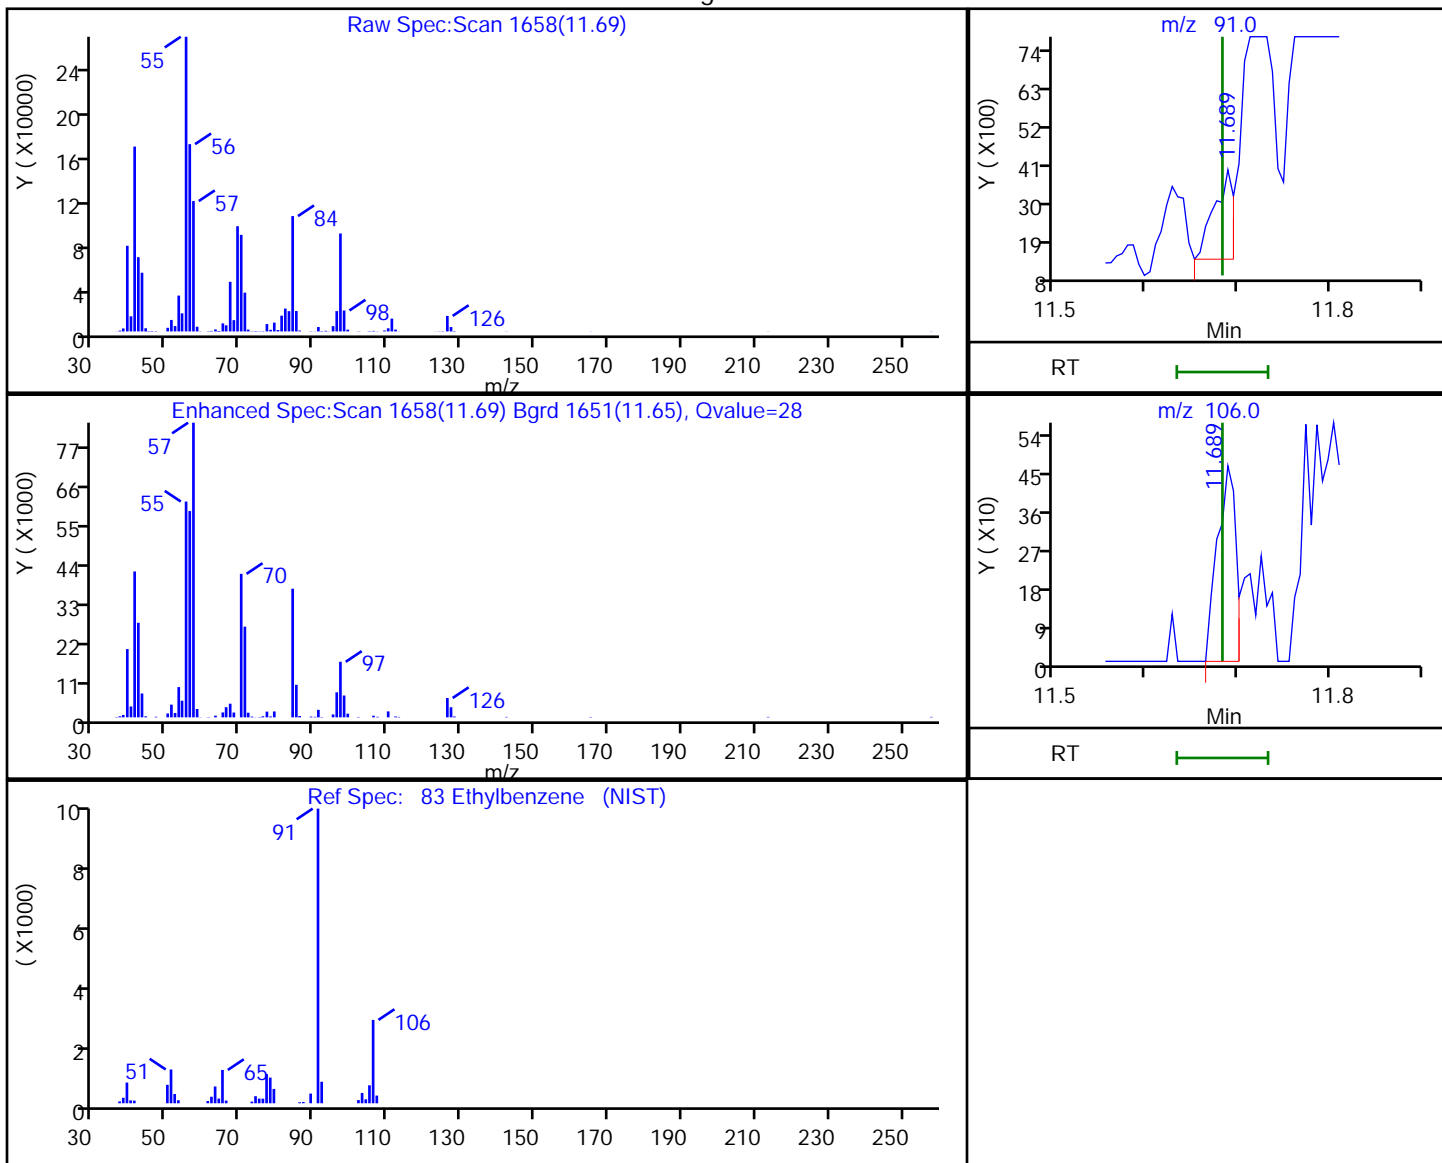 Raw Spec:Scan 1658(11.69)
Y ( X10000)
24
20
16
12
8
4
0
55
56
57
84
98
126
30 50 70 90 110 130 150 170 190 210 230 250
m/z
m/z 91.0
Y ( X100)
74
63
52
41
30
19
8
11.689
11.5 11.8
Min
RT
Enhanced Spec:Scan 1658(11.69) Bgrd 1651(11.65), Qvalue=28
Y ( X1000)
77
66
55
44
33
22
11
0
57
55
70
97
126
30 50 70 90 110 130 150 170 190 210 230 250
m/z
m/z 106.0
Y ( X10)
54
45
36
27
18
9
0
11.689
11.5 11.8
Min
RT
Ref Spec: 83 Ethylbenzene (NIST)
( X1000)
10
8
6
4
2
0
91
106
51
65
30 50 70 90 110 130 150 170 190 210 230 250